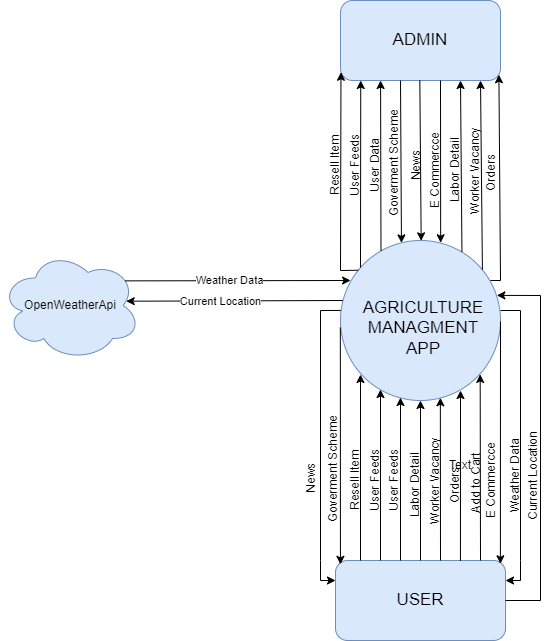 ADMIN
Resell Item
User Feeds
User Data
Goverment Scheme
News
E Commercce
Labor Detail
Worker Vacancy
Orders
OpenWeatherApi
Weather Data
Current Location
AGRICULTURE
MANAGMENT
APP
News
Goverment Scheme
Resell Item
User Feeds
User Feeds
Labor Detail
Worker Vacancy
Orders
Text
Add to Cart
E Commercce
Weather Data
Current Location
USER